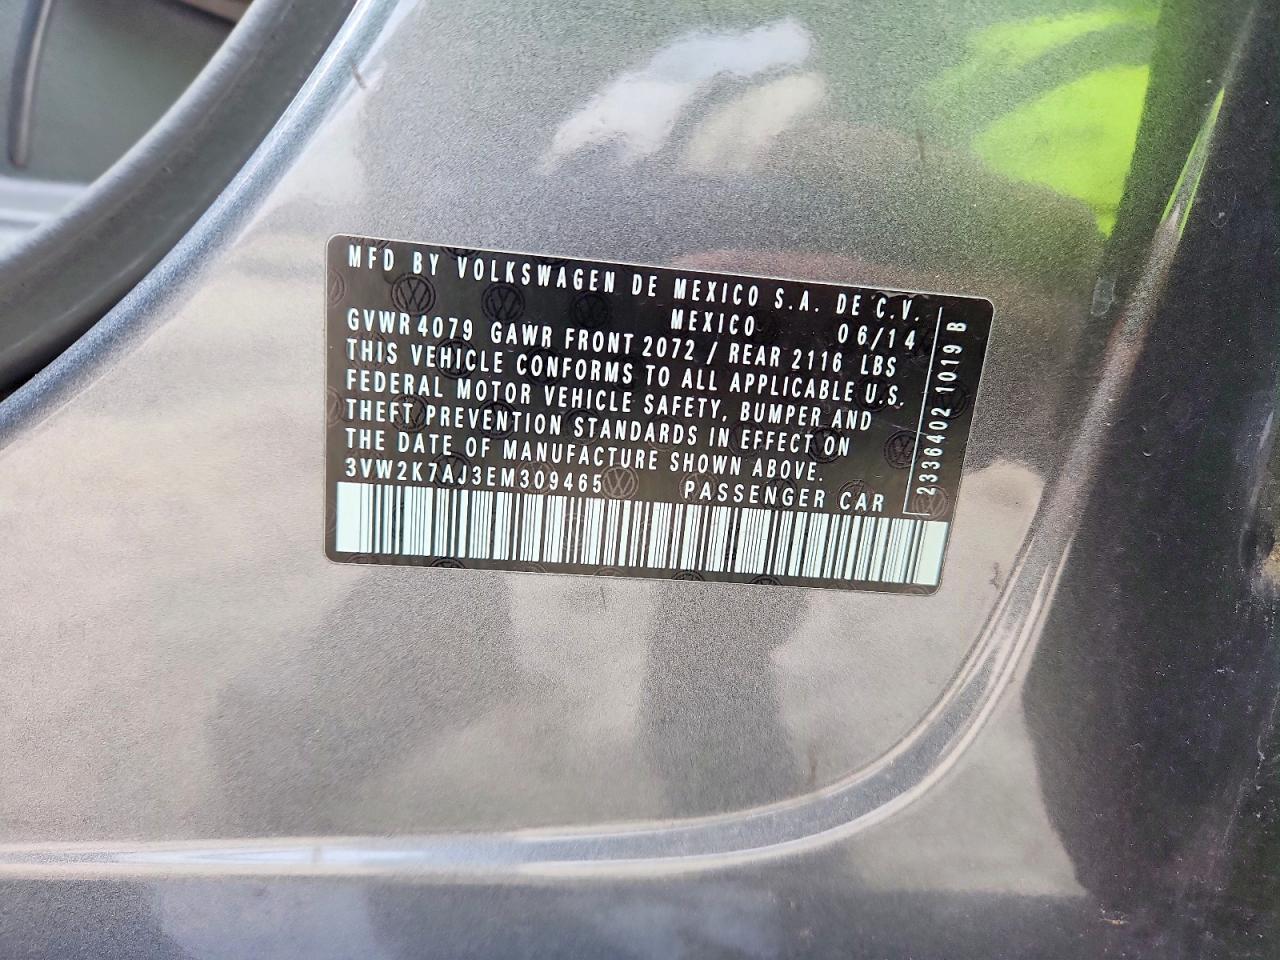 MFD BY VOLKSWAGEN DE MEXICO S.A. DE C.V.
MEXICO 06/14
GVWR 4079 GAWR FRONT 2072 / REAR 2116 LBS
THIS VEHICLE CONFORMS TO ALL APPLICABLE U.S.
FEDERAL MOTOR VEHICLE SAFETY, BUMPER AND
THEFT PREVENTION STANDARDS IN EFFECT ON
THE DATE OF MANUFACTURE SHOWN ABOVE.
3VW2K7AJ3EM309465 PASSENGER CAR
2336402 1019 B